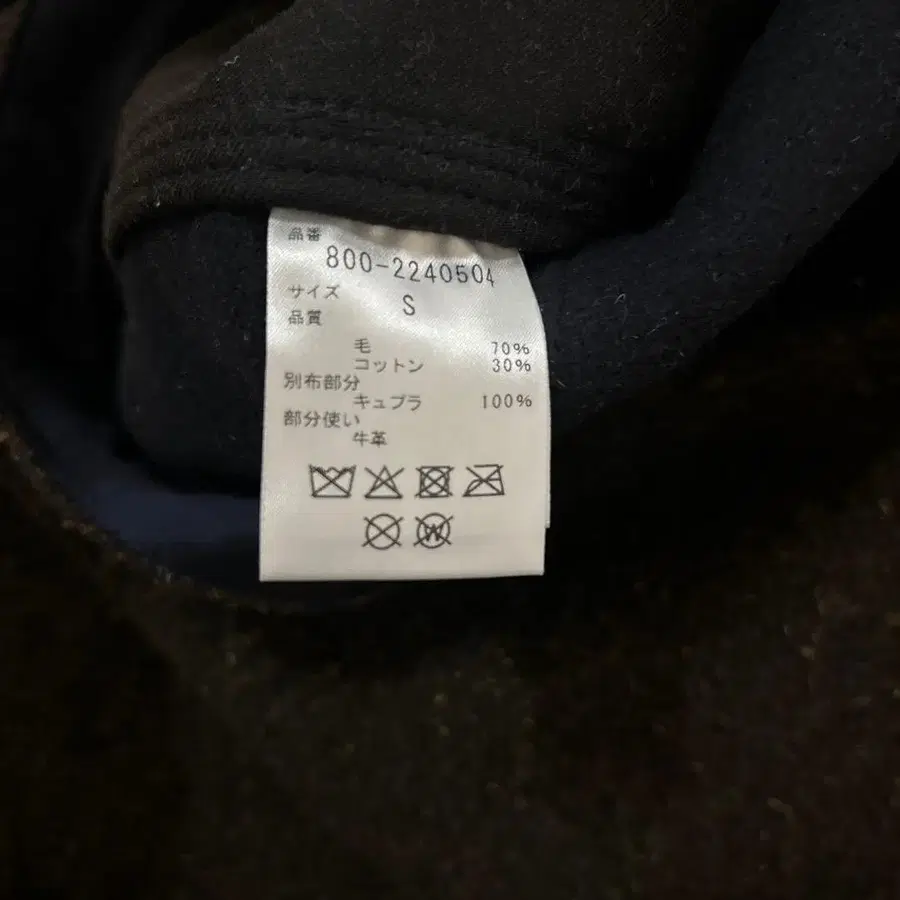 品番
800-2240504
サイズ S
品質
毛 70%
コットン 30%
別布部分
キュプラ 100%
部分使い
牛革
W